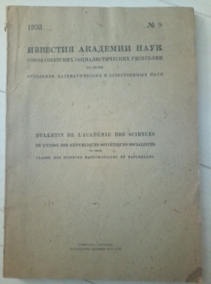 1933 № 9
ИЗВЕСТИЯ АКАДЕМИИ НАУК
СОЮЗА СОВЕТСКИХ СОЦИАЛИСТИЧЕСКИХ РЕСПУБЛИК
ОТДЕЛЕНИЕ МАТЕМАТИЧЕСКИХ И ЕСТЕСТВЕННЫХ НАУК
BULLETIN DE L'ACADÉMIE DES SCIENCES
DE L'UNION DES RÉPUBLIQUES SOVIÉTIQUES SOCIALISTES
CLASSE DES SCIENCES MATHÉMATIQUES ET NATURELLES